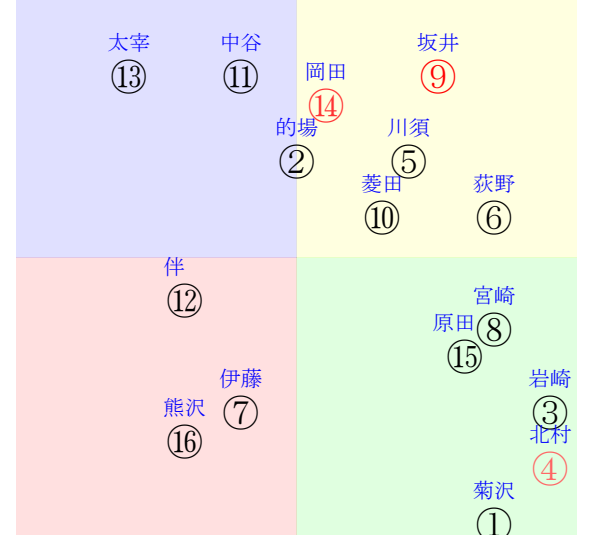 太宰
⑬
中谷
⑪
坂井
⑨
岡田
⑭
的場
②
川須
⑤
菱田
⑩
荻野
⑥
伴
⑫
宮崎
⑧
原田
⑮
伊藤
⑦
岩崎
③
熊沢
⑯
北村
④
菊沢
①